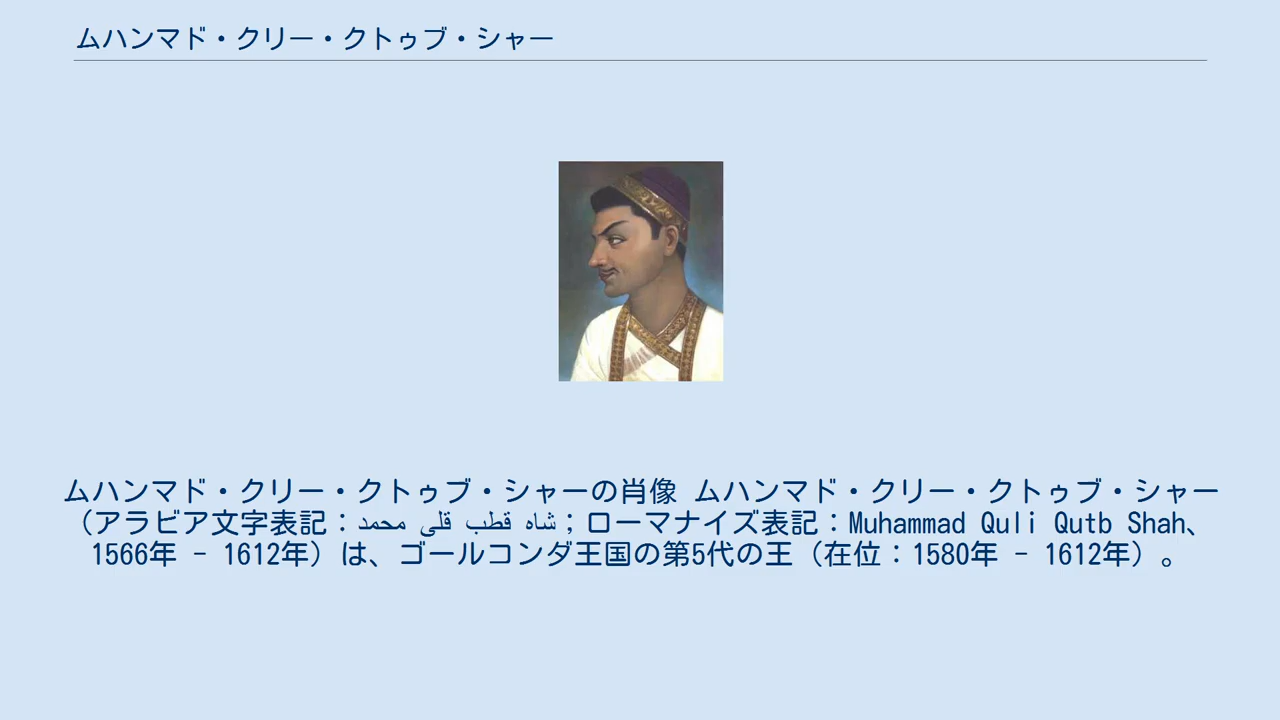 ムハンマド・クリー・クトゥブ・シャー
ムハンマド・クリー・クトゥブ・シャーの肖像 ムハンマド・クリー・クトゥブ・シャー
（アラビア文字表記：شاه قطب قلی محمد；ローマナイズ表記：Muhammad Quli Qutb Shah、
1566年 - 1612年）は、ゴールコンダ王国の第5代の王（在位：1580年 - 1612年）。